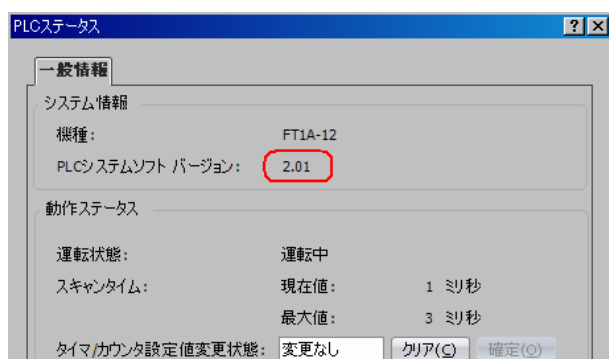 PLCステータス
一般情報
システム情報
機種: FT1A-12
PLCシステムソフト バージョン: 2.01
動作ステータス
運転状態: 運転中
スキャンタイム: 現在値: 1 ミリ秒
最大値: 3 ミリ秒
タイマ/カウンタ設定値変更状態: 変更なし クリア(C) 確定(O)